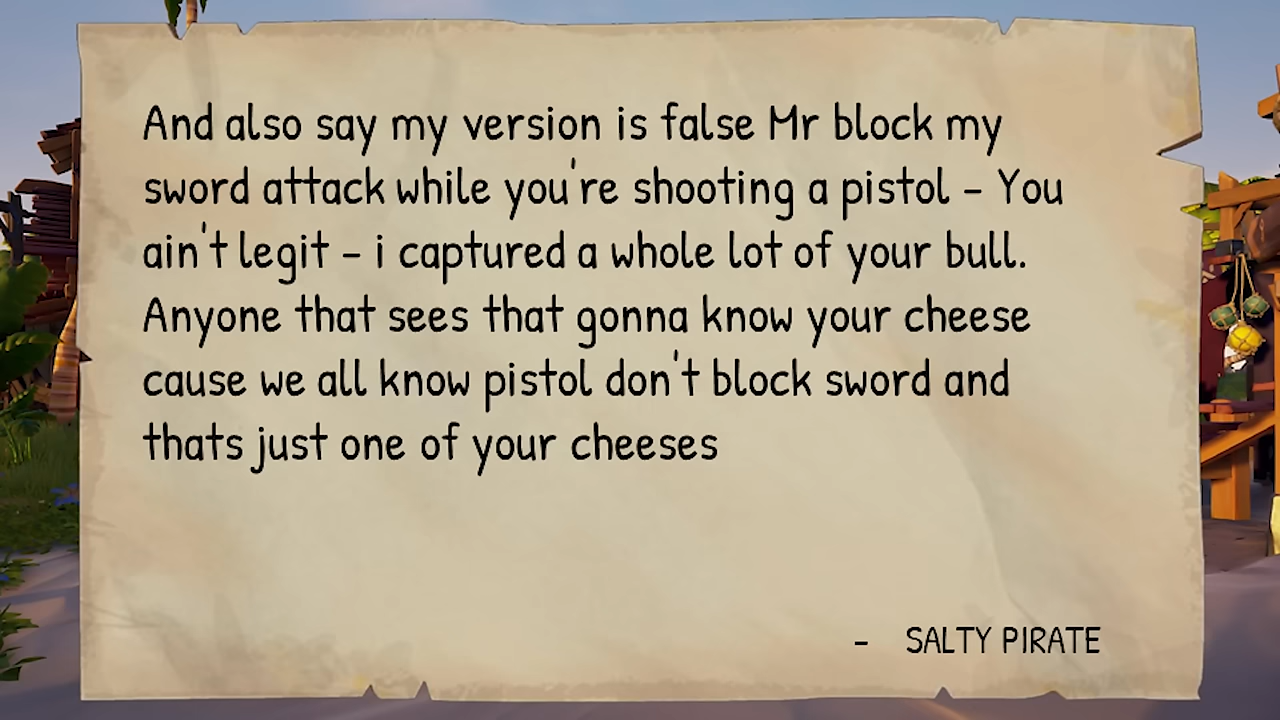 And also say my version is false Mr block my
sword attack while you're shooting a pistol - You
ain't legit - i captured a whole lot of your bull.
Anyone that sees that gonna know your cheese
cause we all know pistol don't block sword and
thats just one of your cheeses
- SALTY PIRATE